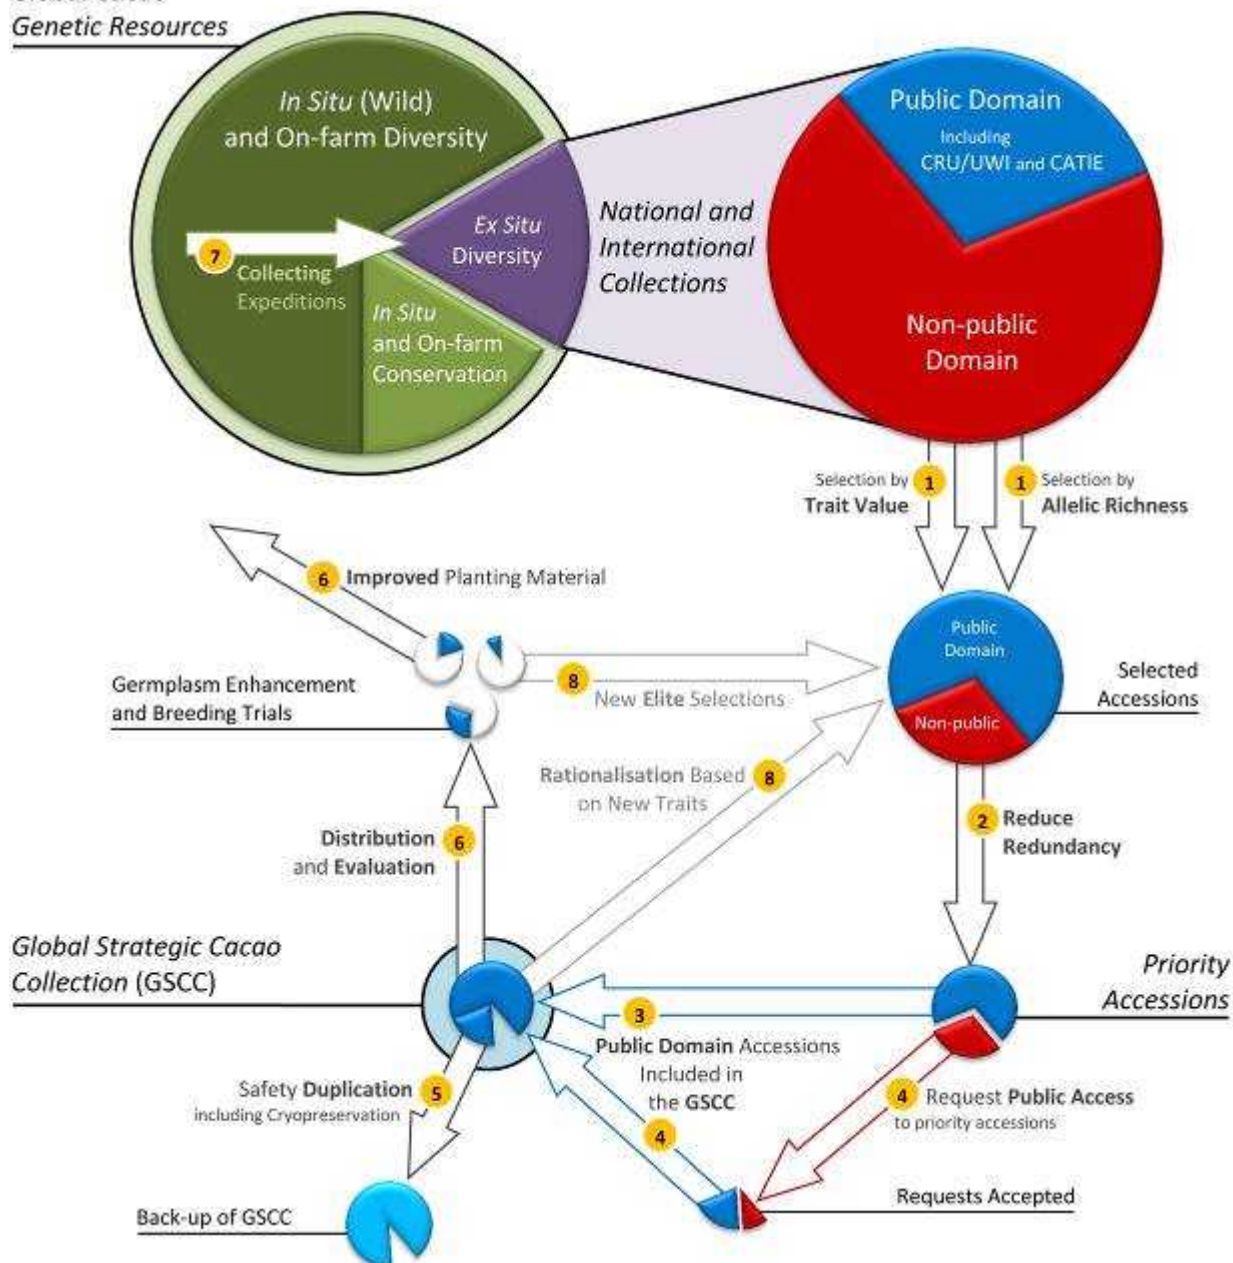 Genetic Resources
In Situ (Wild)
and On-farm Diversity
Ex Situ
Diversity
7
Collecting
Expeditions
In Situ
and On-farm
Conservation
National and
International
Collections
Public Domain
Including
CRU/UWI and CATIE
Non-public
Domain
Selection by
Trait Value
1
1
Selection by
Allelic Richness
6
Improved Planting Material
Germplasm Enhancement
and Breeding Trials
8
New Elite Selections
Public
Domain
Non-public
Selected
Accessions
Rationalisation Based
on New Traits
8
Distribution
and Evaluation
6
2
Reduce
Redundancy
Global Strategic Cacao
Collection (GSCC)
Priority
Accessions
3
Public Domain Accessions
Included in
the GSCC
Safety Duplication
including Cryopreservation
5
4
4
Request Public Access
to priority accessions
Requests Accepted
Back-up of GSCC